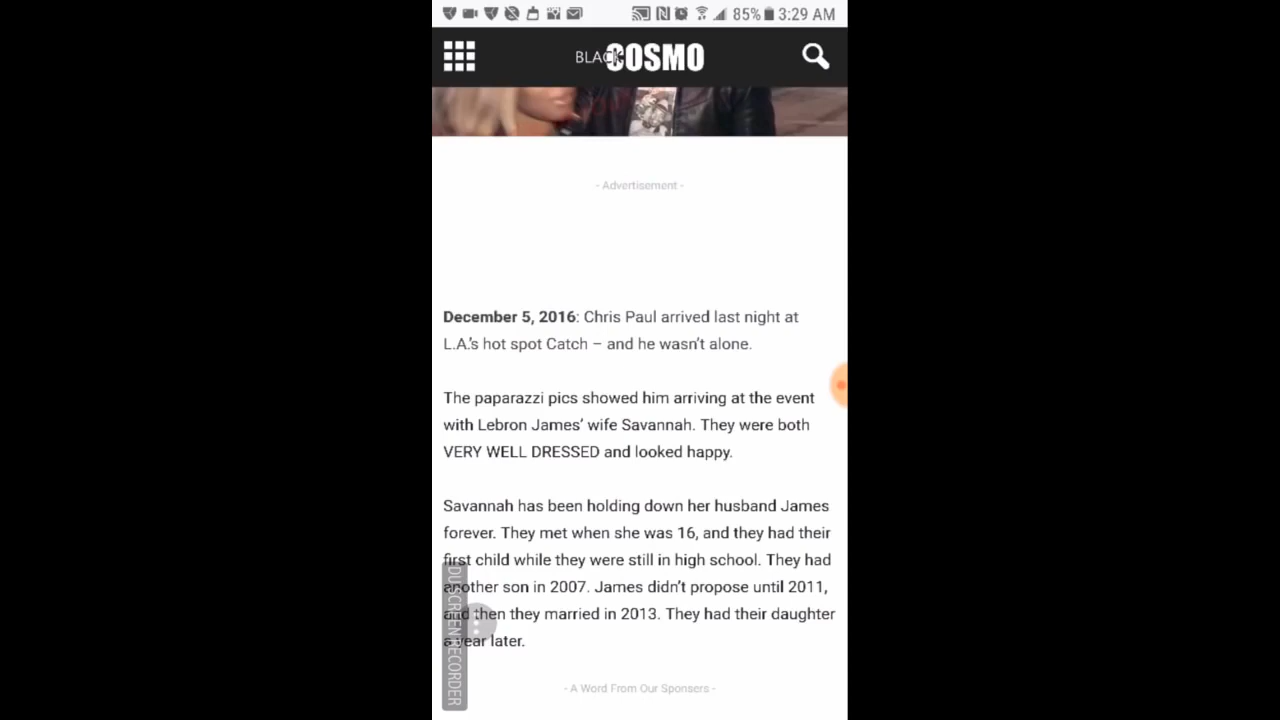 85% 3:29 AM
BLACK COSMO
- Advertisement -
December 5, 2016: Chris Paul arrived last night at
L.A.'s hot spot Catch – and he wasn't alone.
The paparazzi pics showed him arriving at the event
with Lebron James' wife Savannah. They were both
VERY WELL DRESSED and looked happy.
Savannah has been holding down her husband James
forever. They met when she was 16, and they had their
first child while they were still in high school. They had
another son in 2007. James didn't propose until 2011,
and then they married in 2013. They had their daughter
a year later.
DU SCREEN RECORDER
- A Word From Our Sponsers -